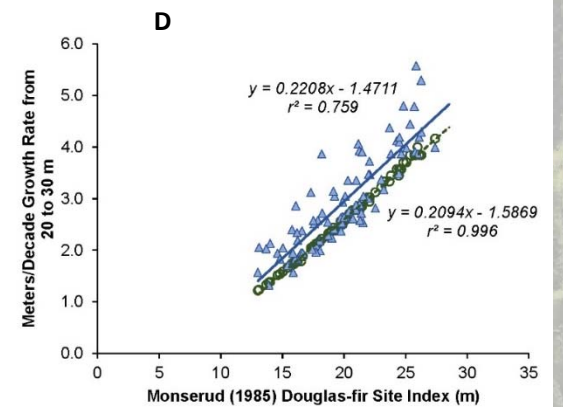 D
Meters/Decade Growth Rate from
20 to 30 m
6.0
5.0
4.0
3.0
2.0
1.0
0.0
y = 0.2208x - 1.4711
r² = 0.759
y = 0.2094x - 1.5869
r² = 0.996
0 5 10 15 20 25 30 35
Monserud (1985) Douglas-fir Site Index (m)